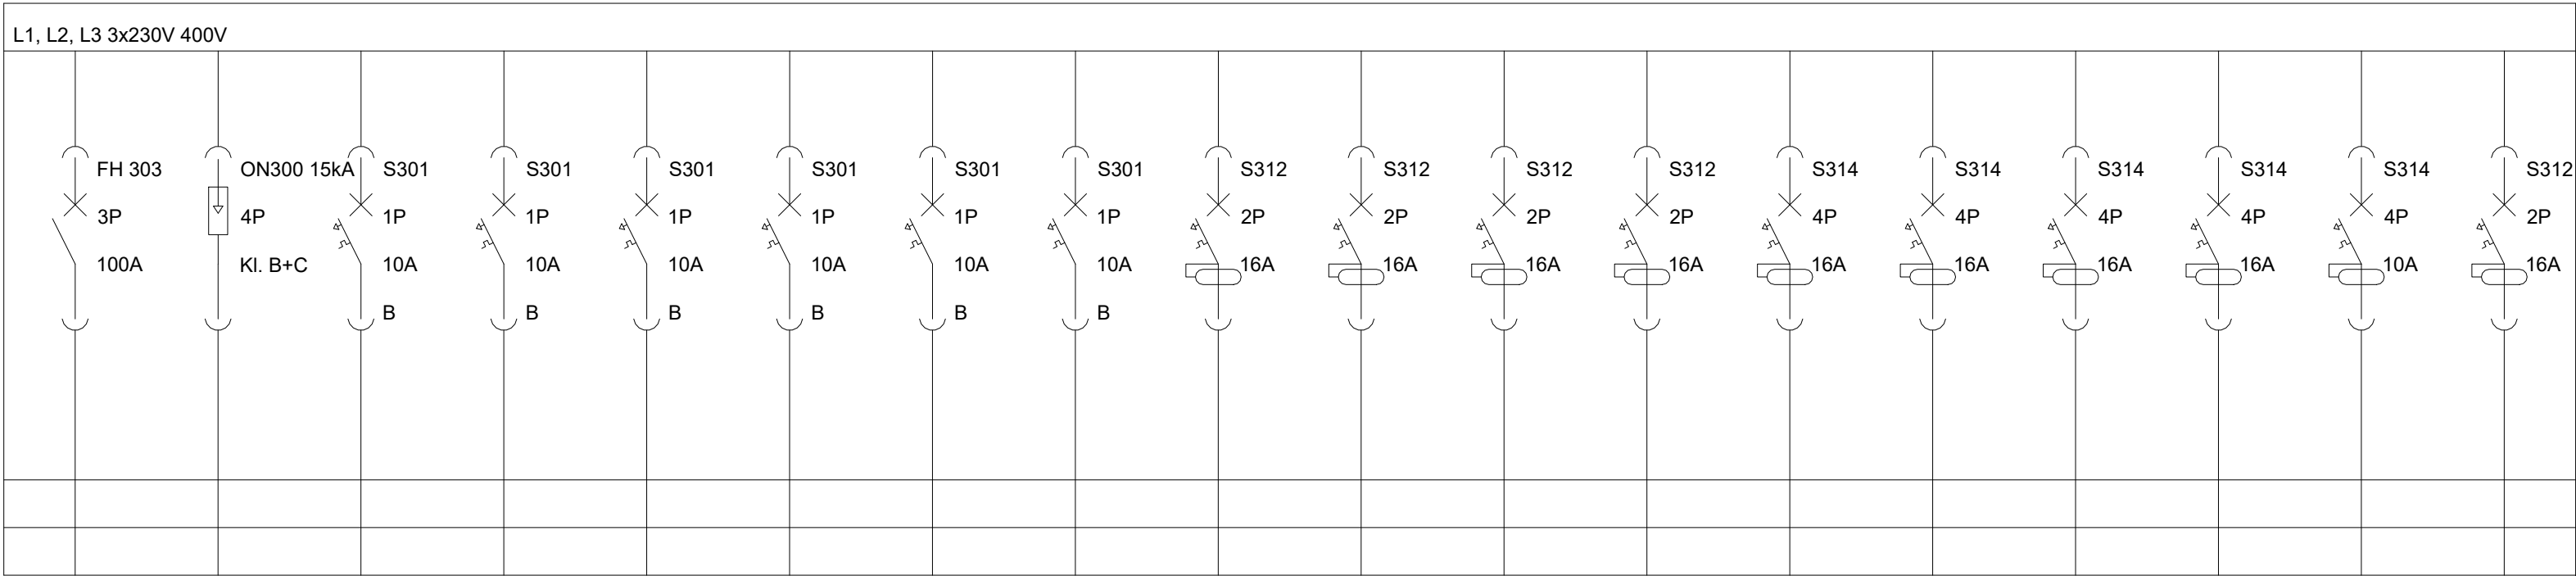 L1, L2, L3 3x230V 400V
FH 303
3P
100A
ON300 15kA
4P
Kl. B+C
S301
1P
10A
B
S301
1P
10A
B
S301
1P
10A
B
S301
1P
10A
B
S301
1P
10A
B
S301
1P
10A
B
S312
2P
16A
S312
2P
16A
S312
2P
16A
S312
2P
16A
S314
4P
16A
S314
4P
16A
S314
4P
16A
S314
4P
16A
S314
4P
10A
S312
2P
16A